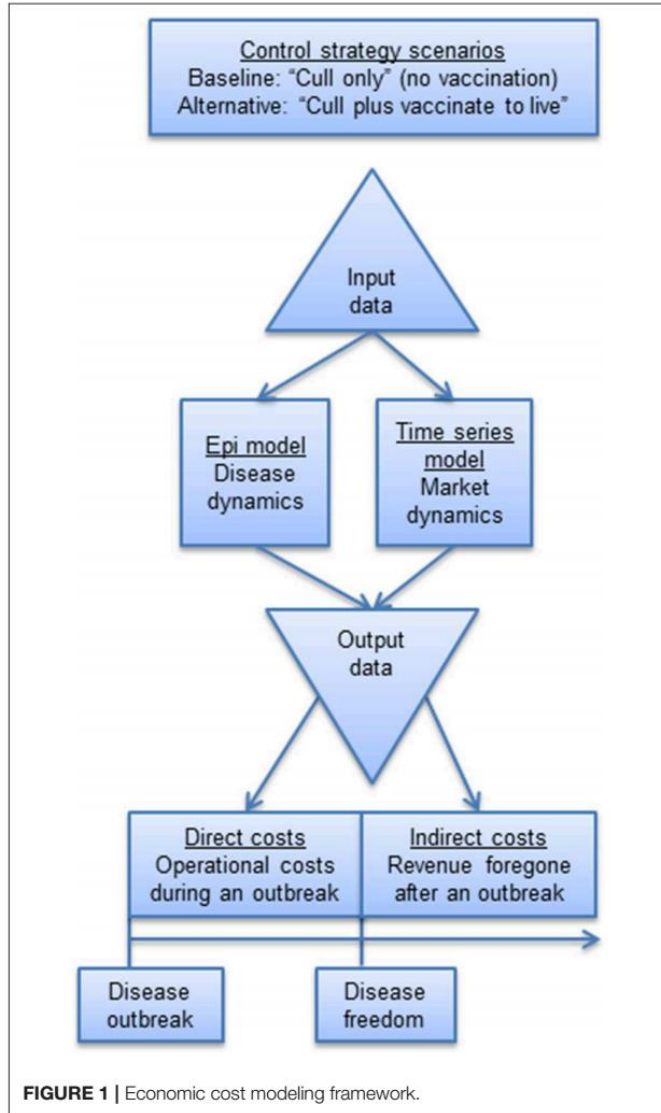 Control strategy scenarios
Baseline: “Cull only” (no vaccination)
Alternative: “Cull plus vaccinate to live”
Input
data
Epi model
Disease
dynamics
Time series
model
Market
dynamics
Output
data
Direct costs
Operational costs
during an outbreak
Indirect costs
Revenue foregone
after an outbreak
Disease
outbreak
Disease
freedom
FIGURE 1 | Economic cost modeling framework.